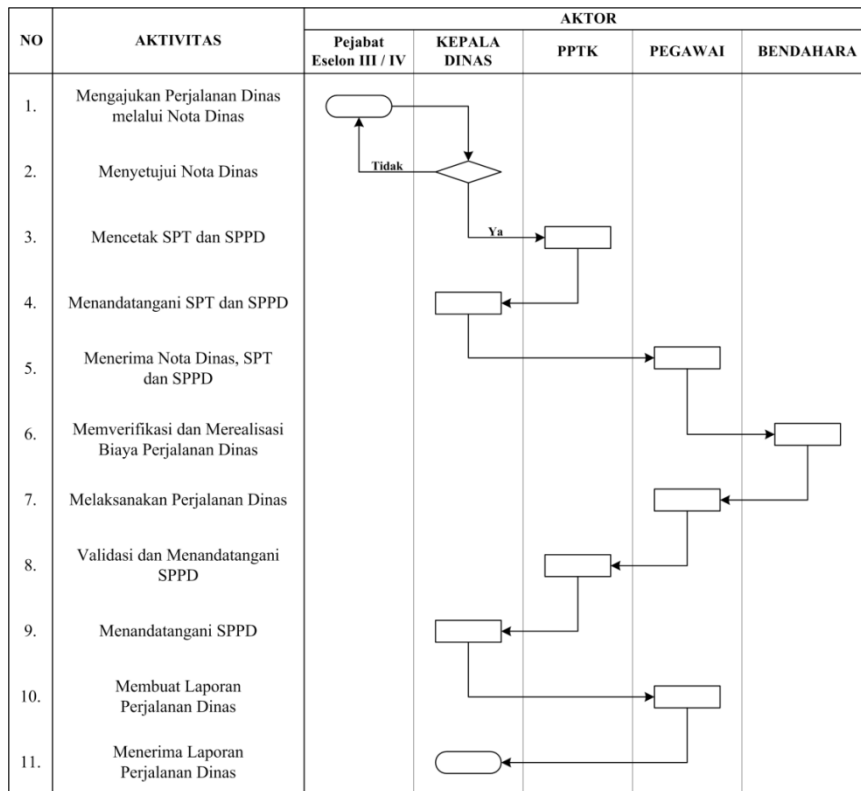 AKTOR
NO
AKTIVITAS
Pejabat
Eselon III / IV
KEPALA
DINAS
PPTK
PEGAWAI
BENDAHARA
1.
Mengajukan Perjalanan Dinas
melalui Nota Dinas
2.
Menyetujui Nota Dinas
Tidak
3.
Mencetak SPT dan SPPD
Ya
4.
Menandatangani SPT dan SPPD
5.
Menerima Nota Dinas, SPT
dan SPPD
6.
Memverifikasi dan Merealisasi
Biaya Perjalanan Dinas
7.
Melaksanakan Perjalanan Dinas
8.
Validasi dan Menandatangani
SPPD
9.
Menandatangani SPPD
10.
Membuat Laporan
Perjalanan Dinas
11.
Menerima Laporan
Perjalanan Dinas